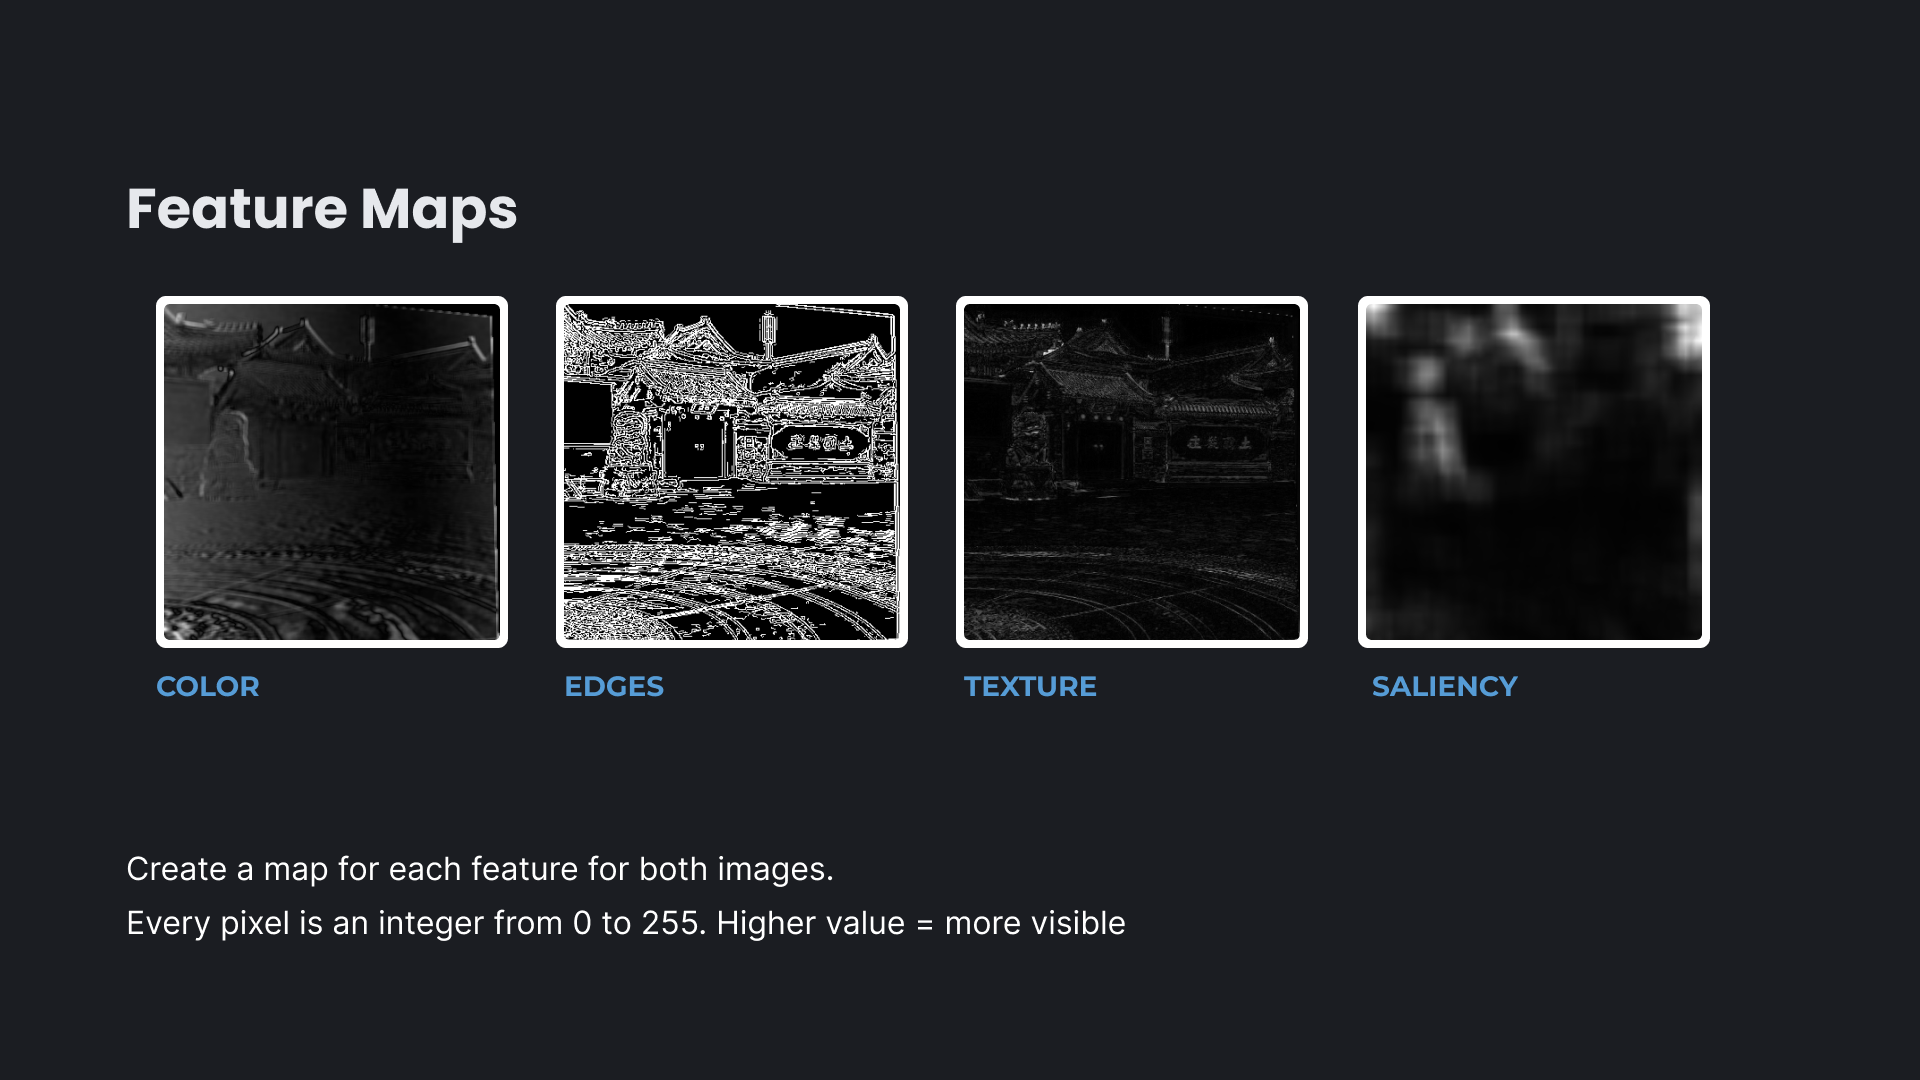 Feature Maps
COLOR
EDGES
TEXTURE
SALIENCY
Create a map for each feature for both images.
Every pixel is an integer from 0 to 255. Higher value = more visible